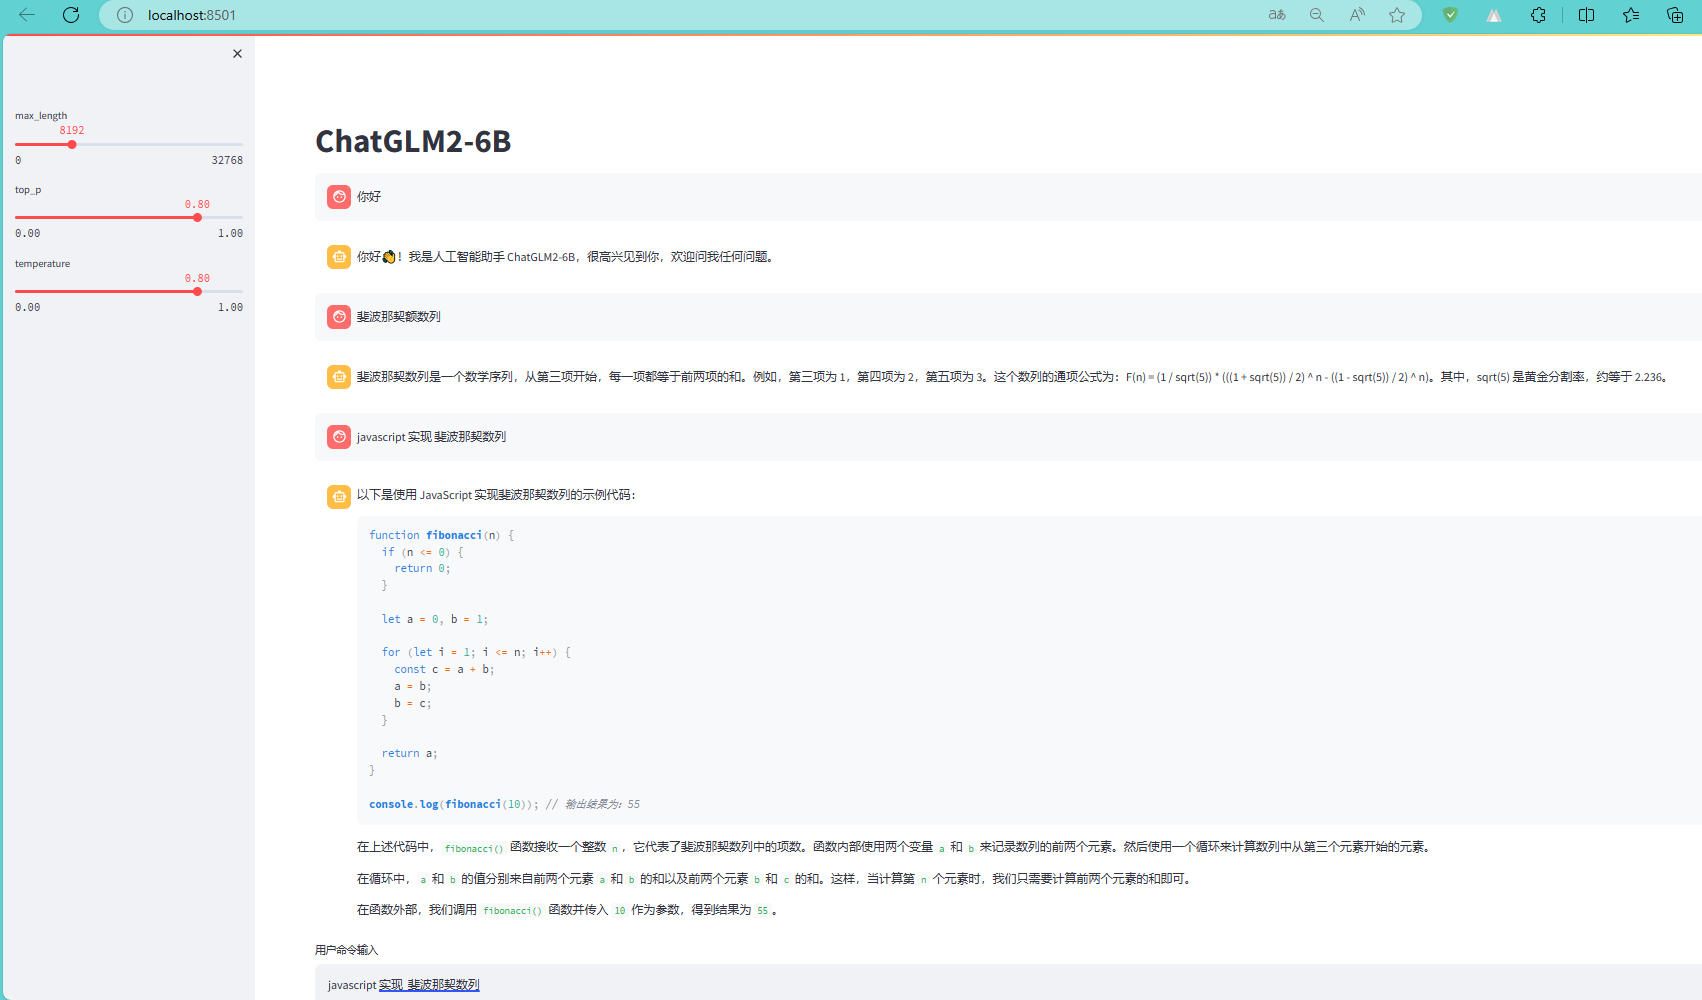 localhost:8501
max_length
8192
0 32768
top_p
0.80
0.00 1.00
temperature
0.80
0.00 1.00
ChatGLM2-6B
你好
你好👏！我是人工智能助手 ChatGLM2-6B，很高兴见到你，欢迎问我任何问题。
斐波那契额数列
斐波那契数列是一个数学序列，从第三项开始，每一项都等于前两项的和。例如，第三项为 1，第四项为 2，第五项为 3。这个数列的通项公式为：F(n) = (1 / sqrt(5)) * (((1 + sqrt(5)) / 2) ^ n - ((1 - sqrt(5)) / 2) ^ n)。其中，sqrt(5) 是黄金分割率，约等于 2.236。
javascript 实现 斐波那契数列
以下是使用 JavaScript 实现斐波那契数列的示例代码：
function fibonacci(n) {
  if (n <= 0) {
    return 0;
  }
  let a = 0, b = 1;
  for (let i = 1; i <= n; i++) {
    const c = a + b;
    a = b;
    b = c;
  }
  return a;
}
console.log(fibonacci(10)); // 输出结果为：55
在上述代码中， fibonacci() 函数接收一个整数 n ，它代表了斐波那契数列中的项数。函数内部使用两个变量 a 和 b 来记录数列的前两个元素。然后使用一个循环来计算数列中从第三个元素开始的元素。
在循环中， a 和 b 的值分别来自前两个元素 a 和 b 的和以及前两个元素 b 和 c 的和。这样，当计算第 n 个元素时，我们只需要计算前两个元素的和即可。
在函数外部，我们调用 fibonacci() 函数并传入 10 作为参数，得到结果为 55 。
用户命令输入
javascript 实现 斐波那契数列